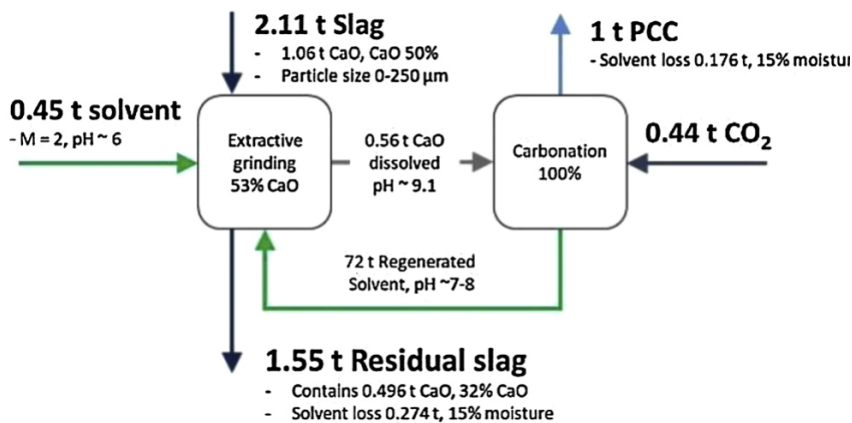 2.11 t Slag
- 1.06 t CaO, CaO 50%
- Particle size 0-250 µm
1 t PCC
- Solvent loss 0.176 t, 15% moistur
0.45 t solvent
- M = 2, pH ~ 6
Extractive
grinding
53% CaO
0.56 t CaO
dissolved
pH ~ 9.1
Carbonation
100%
0.44 t CO₂
72 t Regenerated
Solvent, pH ~7-8
1.55 t Residual slag
- Contains 0.496 t CaO, 32% CaO
- Solvent loss 0.274 t, 15% moisture